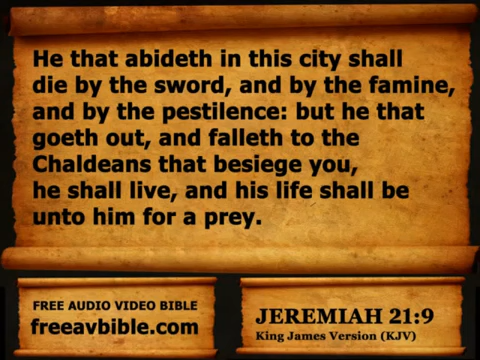 He that abideth in this city shall
die by the sword, and by the famine,
and by the pestilence: but he that
goeth out, and falleth to the
Chaldeans that besiege you,
he shall live, and his life shall be
unto him for a prey.
FREE AUDIO VIDEO BIBLE
freeavbible.com
JEREMIAH 21:9
King James Version (KJV)